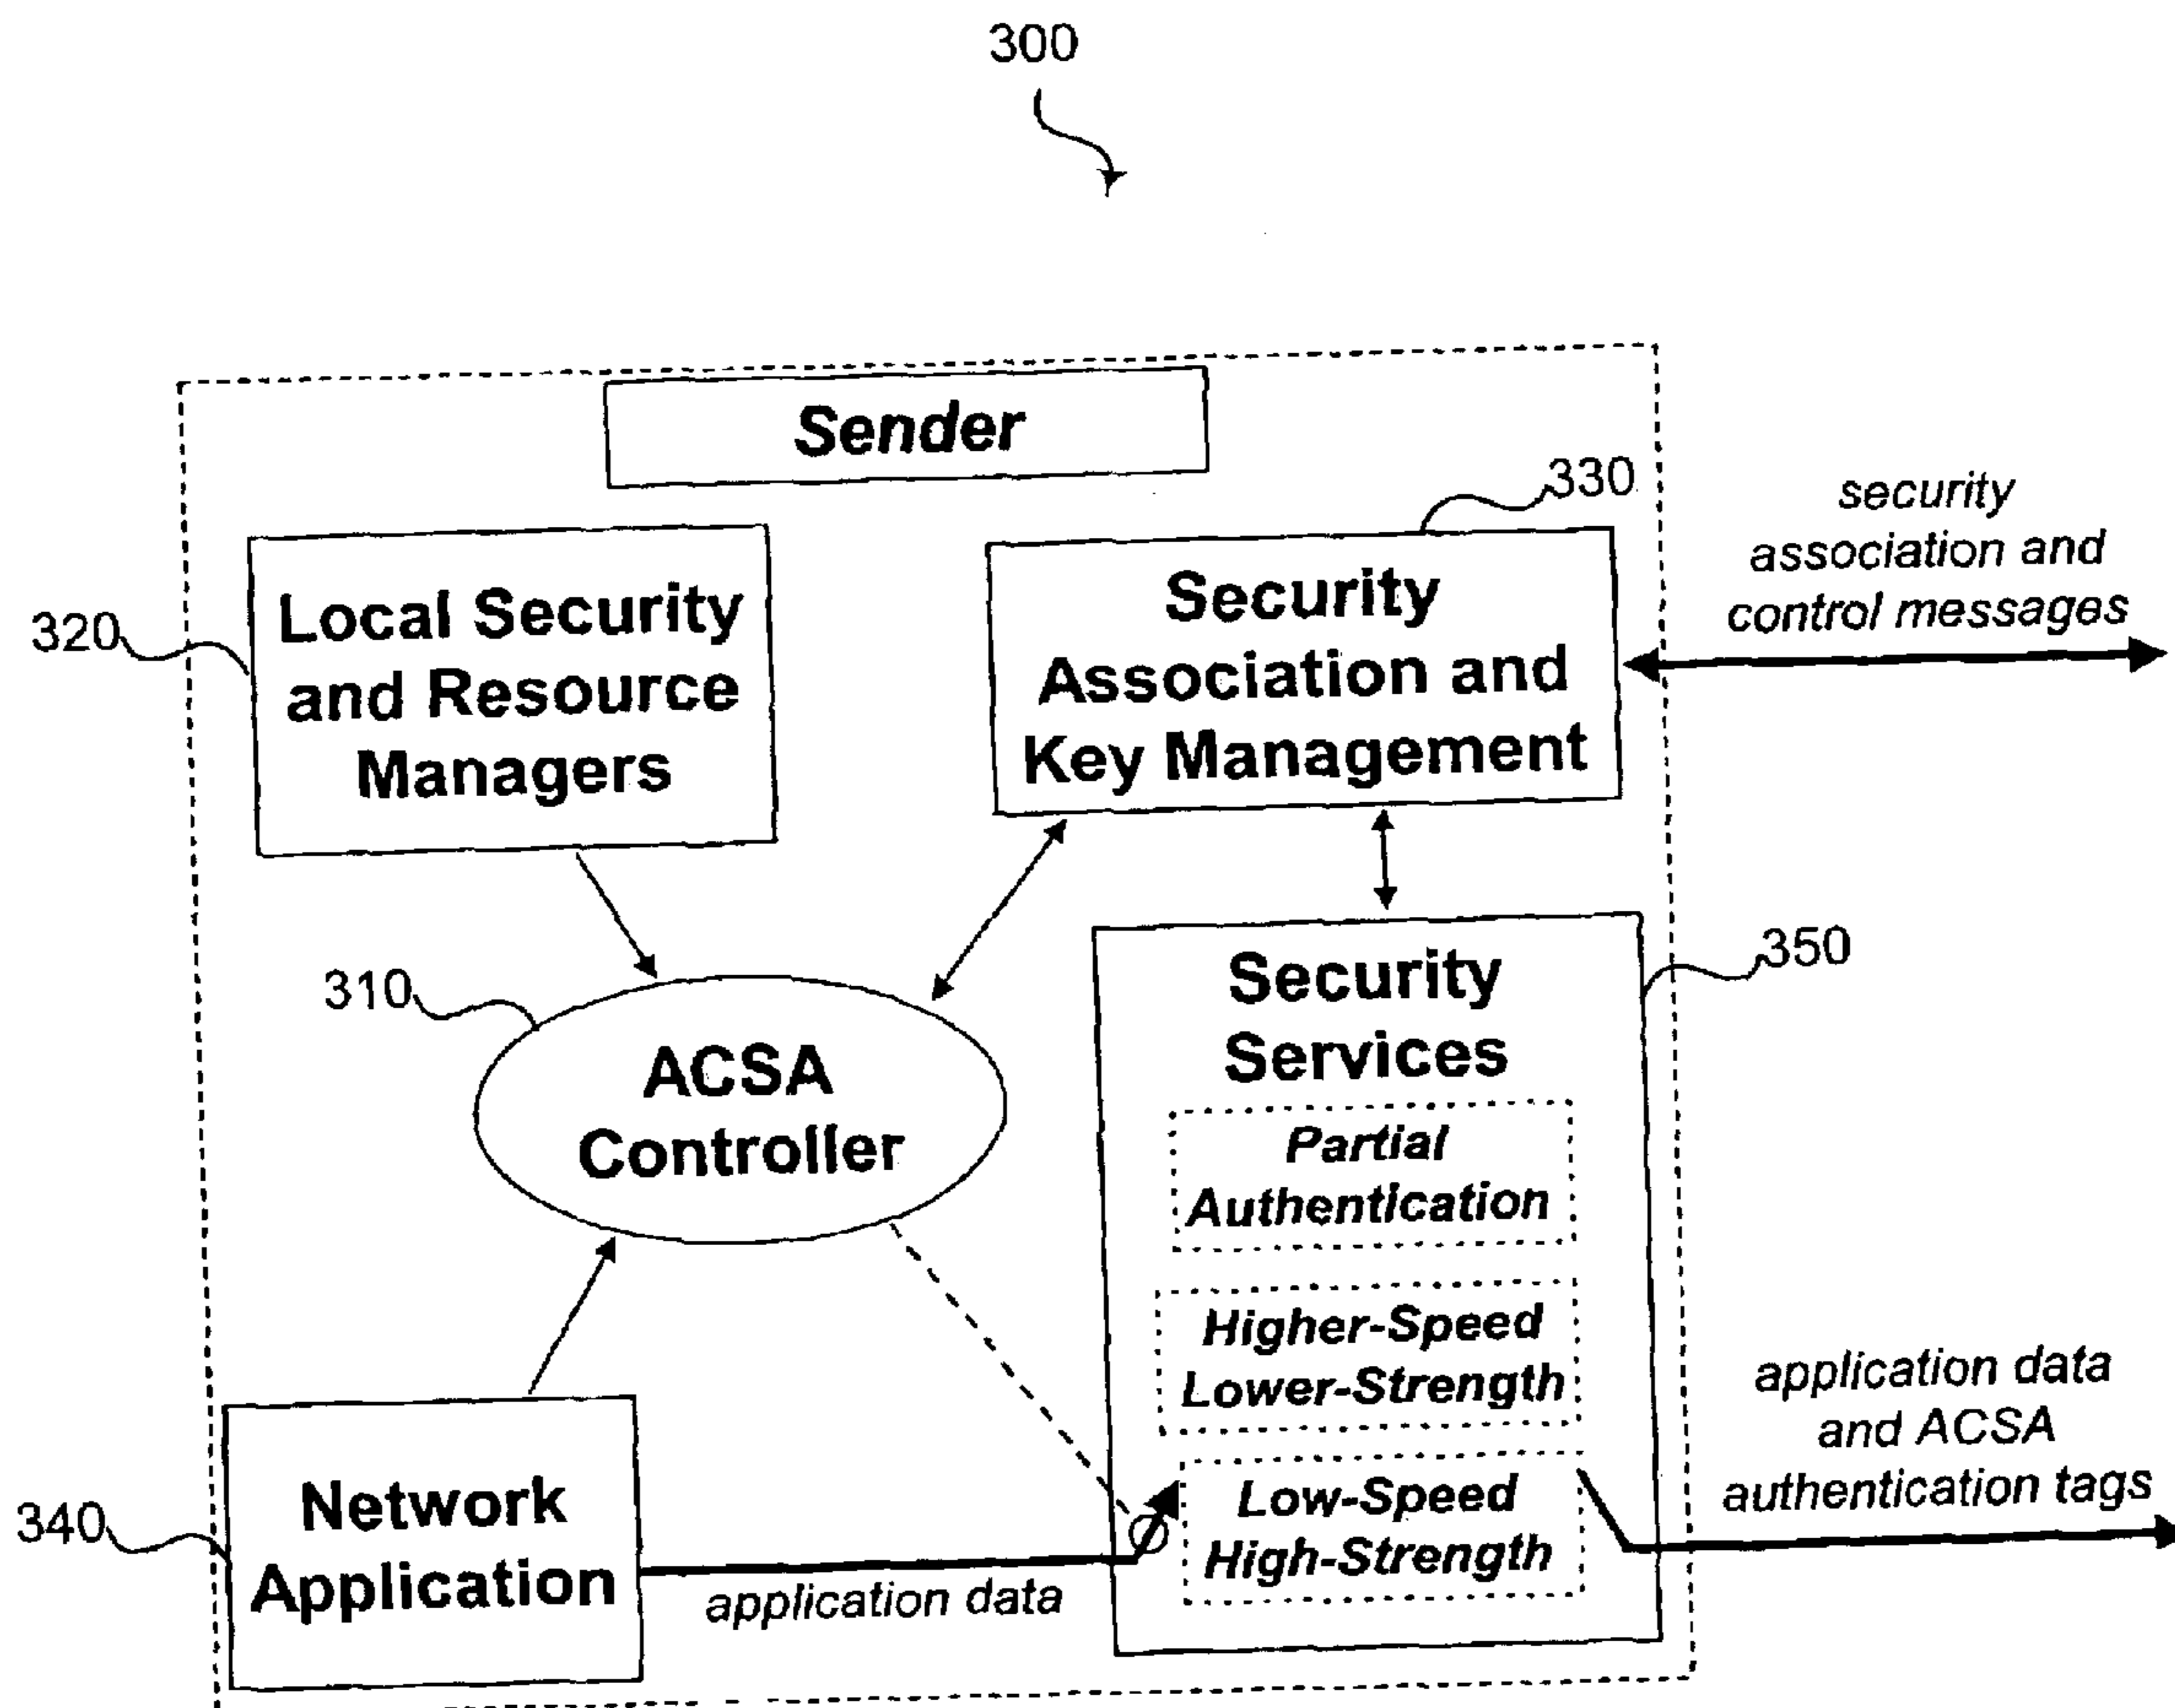 300
Sender
330
security
association and
control messages
320
Local Security
and Resource
Managers
Security
Association and
Key Management
310
ACSA
Controller
350
Security
Services
Partial
Authentication
Higher-Speed
Lower-Strength
Low-Speed
High-Strength
340
Network
Application
application data
application data
and ACSA
authentication tags